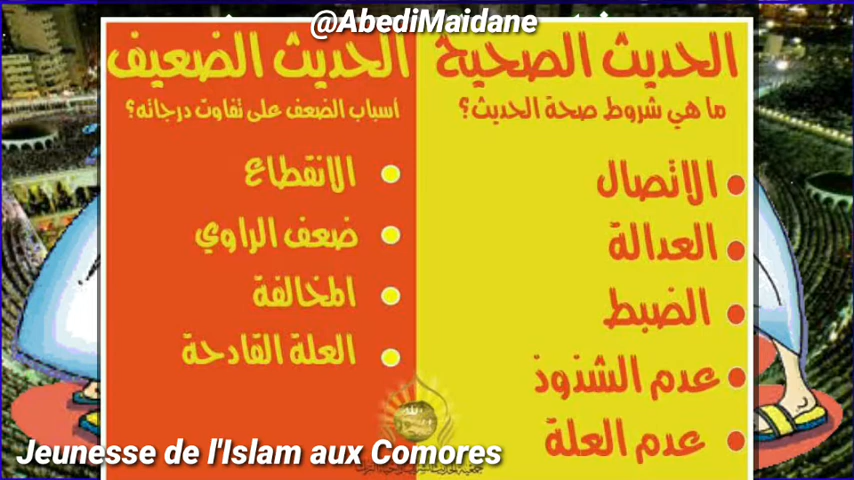 @AbediMaidane
الحديث الصحيح
ما هي شروط صحة الحديث؟
الاتصال
العدالة
الضبط
عدم الشذوذ
عدم العلة
الحديث الضعيف
أسباب الضعف على تفاوت درجاته؟
الانقطاع
ضعف الراوي
المخالفة
العلة القادحة
Jeunesse de l'Islam aux Comores